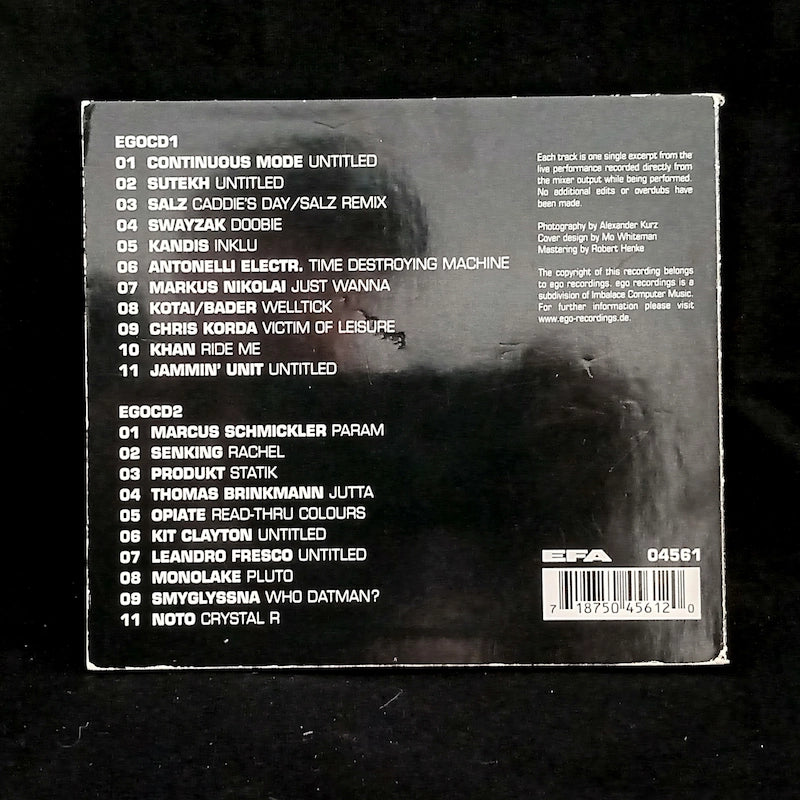 EGOCD1
01 CONTINUOUS MODE UNTITLED
02 SUTEKH UNTITLED
03 SALZ CADDIE'S DAY/SALZ REMIX
04 SWAYZAK DOOBIE
05 KANDIS INKLU
06 ANTONELLI ELECTR. TIME DESTROYING MACHINE
07 MARKUS NIKOLAI JUST WANNA
08 KOTAI/BADER WELLTICK
09 CHRIS KORDA VICTIM OF LEISURE
10 KHAN RIDE ME
11 JAMMIN' UNIT UNTITLED
EGOCD2
01 MARCUS SCHMICKLER PARAM
02 SENKING RACHEL
03 PRODUKT STATIK
04 THOMAS BRINKMANN JUTTA
05 OPIATE READ-THRU COLOURS
06 KIT CLAYTON UNTITLED
07 LEANDRO FRESCO UNTITLED
08 MONOLAKE PLUTO
09 SMYGLYSSNA WHO DATMAN?
11 NOTO CRYSTAL R
Each track is one single excerpt from the
live performance recorded directly from
the mixer output while being performed.
No additional edits or overdubs have
been made.
Photography by Alexander Kurz
Cover design by Mo Whiteman
Mastering by Robert Henke
The copyright of this recording belongs
to ego recordings. ego recordings is a
subdivision of Imbalace Computer Music.
For further information please visit
www.ego-recordings.de.
EFA 04561
7 18750 45612 0